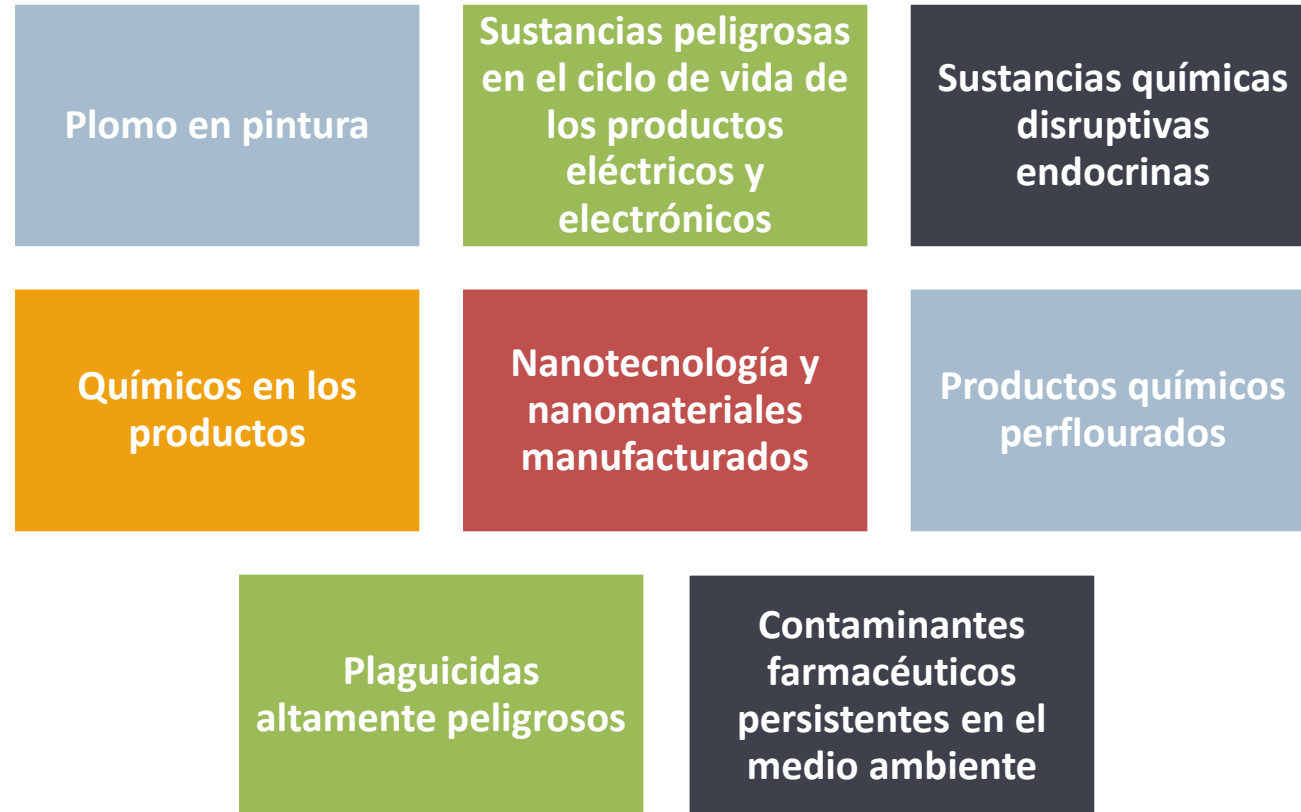 Plomo en pintura
Sustancias peligrosas
en el ciclo de vida de
los productos
eléctricos y
electrónicos
Sustancias químicas
disruptivas
endocrinas
Químicos en los
productos
Nanotecnología y
nanomateriales
manufacturados
Productos químicos
perflourados
Plaguicidas
altamente peligrosos
Contaminantes
farmacéuticos
persistentes en el
medio ambiente